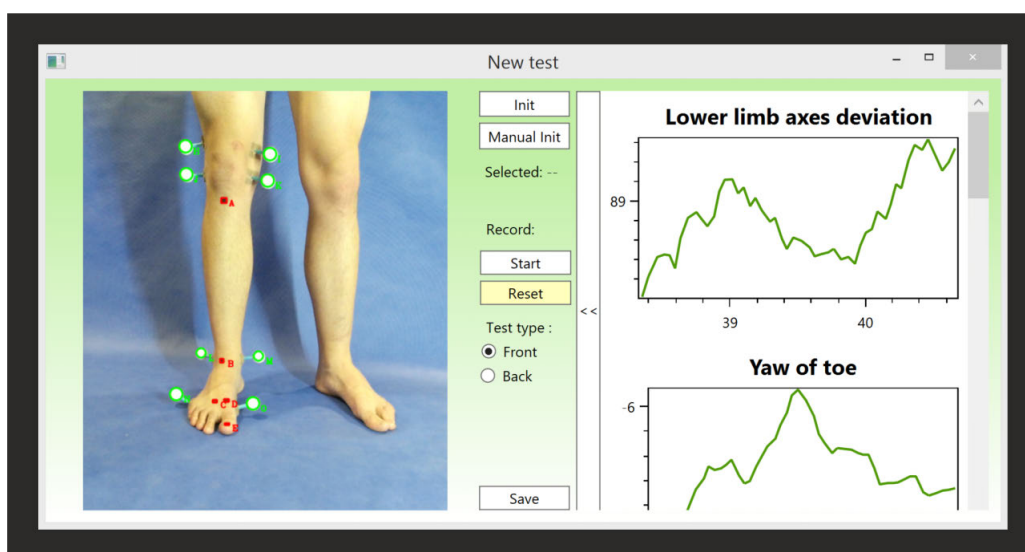 New test
Init
Manual Init
Selected: --
Record:
Start
Reset
Test type :
Front
Back
Save
<<
A
B
C
D
E
Lower limb axes deviation
89
39
40
Yaw of toe
-6